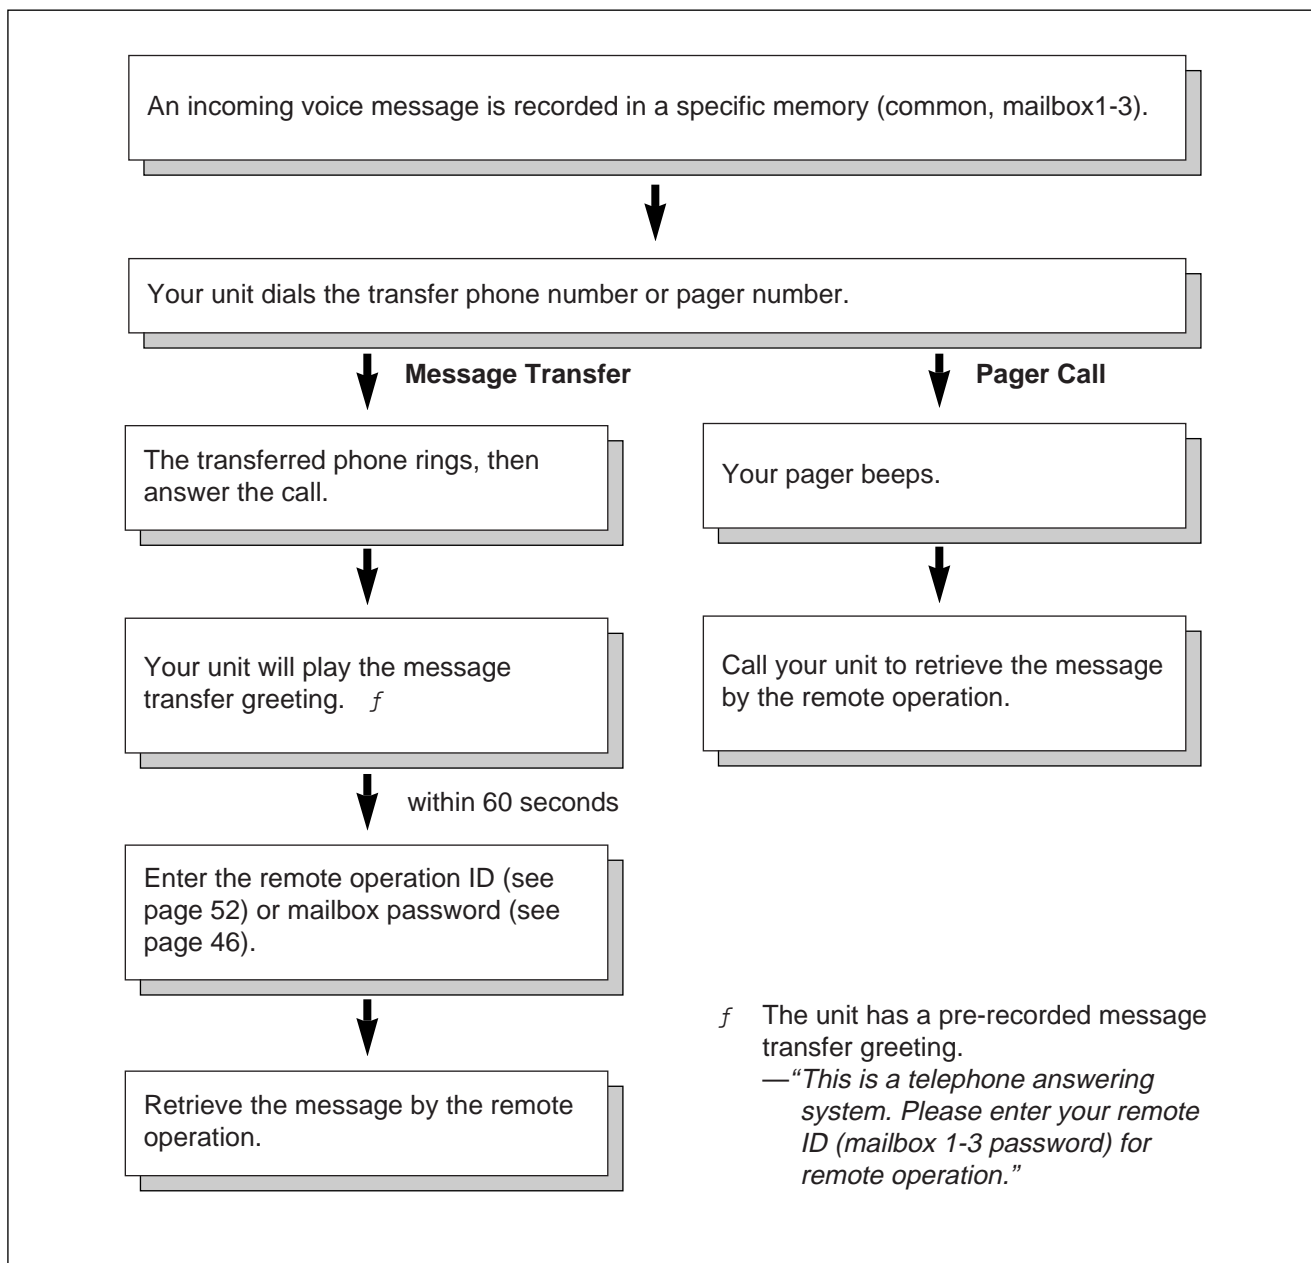 An incoming voice message is recorded in a specific memory (common, mailbox1-3).
Your unit dials the transfer phone number or pager number.
Message Transfer
Pager Call
The transferred phone rings, then
answer the call.
Your pager beeps.
Your unit will play the message
transfer greeting. ƒ
Call your unit to retrieve the message
by the remote operation.
within 60 seconds
Enter the remote operation ID (see
page 52) or mailbox password (see
page 46).
Retrieve the message by the remote
operation.
ƒ The unit has a pre-recorded message
transfer greeting.
—“This is a telephone answering
system. Please enter your remote
ID (mailbox 1-3 password) for
remote operation.”